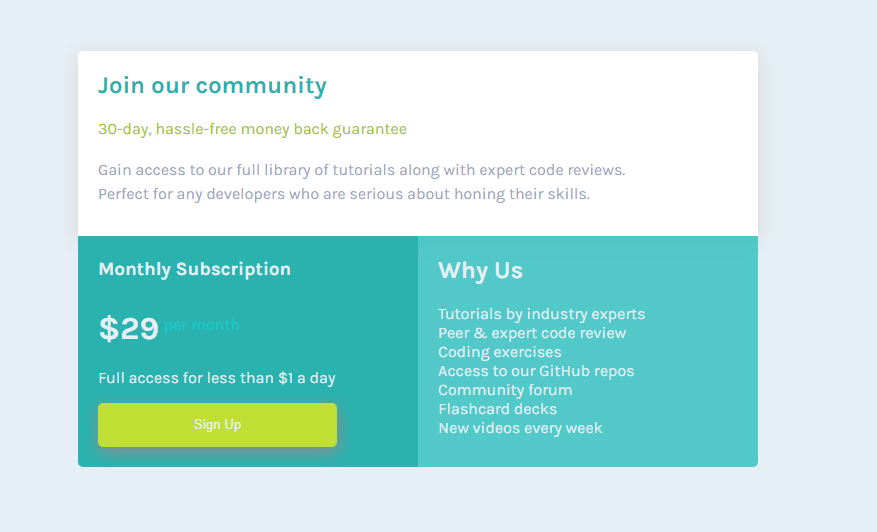 Join our community
30-day, hassle-free money back guarantee
Gain access to our full library of tutorials along with expert code reviews.
Perfect for any developers who are serious about honing their skills.
Monthly Subscription
$29 per month
Full access for less than $1 a day
Sign Up
Why Us
Tutorials by industry experts
Peer & expert code review
Coding exercises
Access to our GitHub repos
Community forum
Flashcard decks
New videos every week